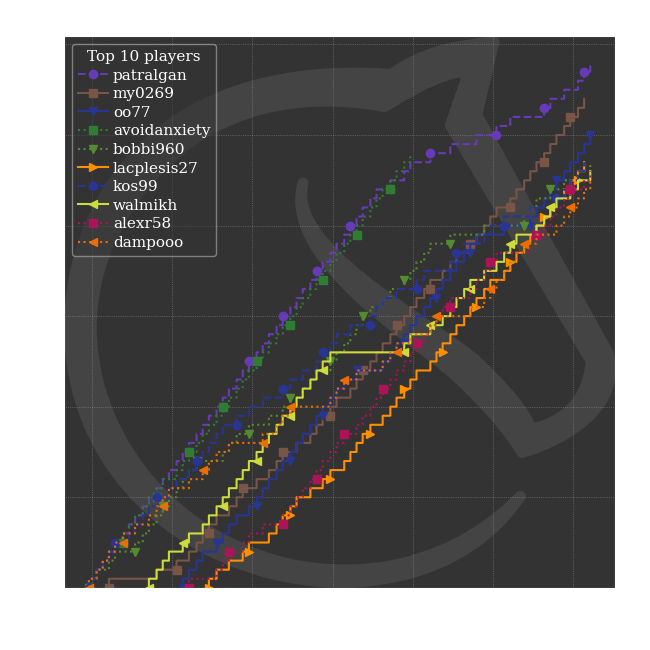 Top 10 players
patralgan
my0269
oo77
avoidanxiety
bobbi960
lacplesis27
kos99
walmikh
alexr58
dampooo